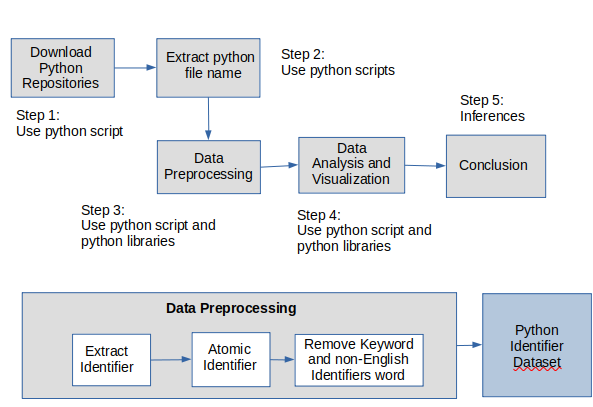 Download
Python
Repositories
Extract python
file name
Step 2:
Use python scripts
Step 1:
Use python script
Step 5:
Inferences
Data
Preprocessing
Data
Analysis and
Visualization
Conclusion
Step 3:
Use python script and
python libraries
Step 4:
Use python script and
python libraries
Data Preprocessing
Extract
Identifier
Atomic
Identifier
Remove Keyword
and non-English
Identifiers word
Python
Identifier
Dataset